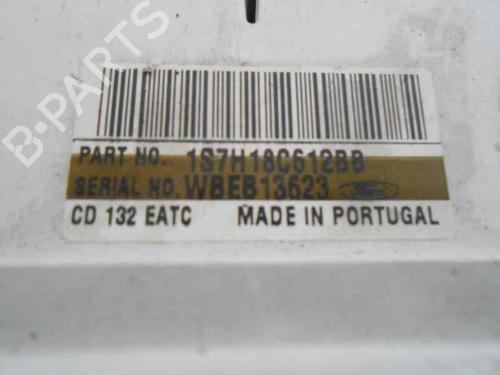 PART NO. 1S7H18C612BB
SERIAL NO. WBEB13623
CD 132 EATC MADE IN PORTUGAL
B-PARTS